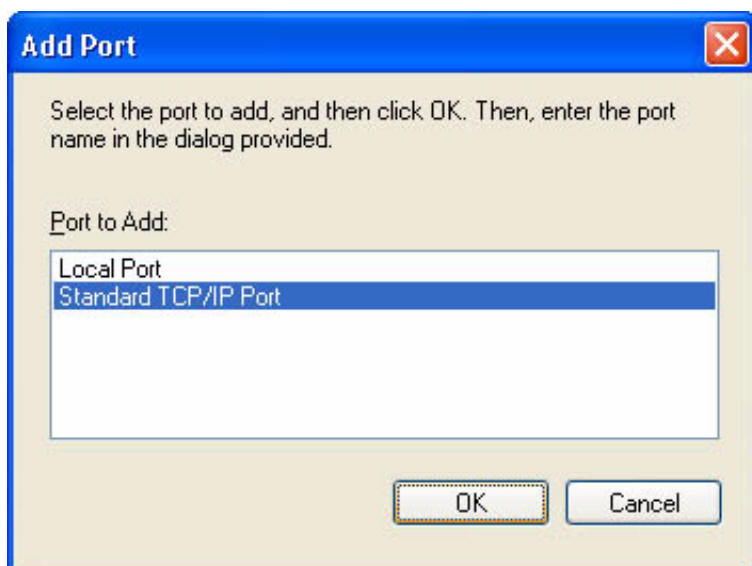 Add Port
Select the port to add, and then click OK. Then, enter the port
name in the dialog provided.
Port to Add:
Local Port
Standard TCP/IP Port
OK
Cancel